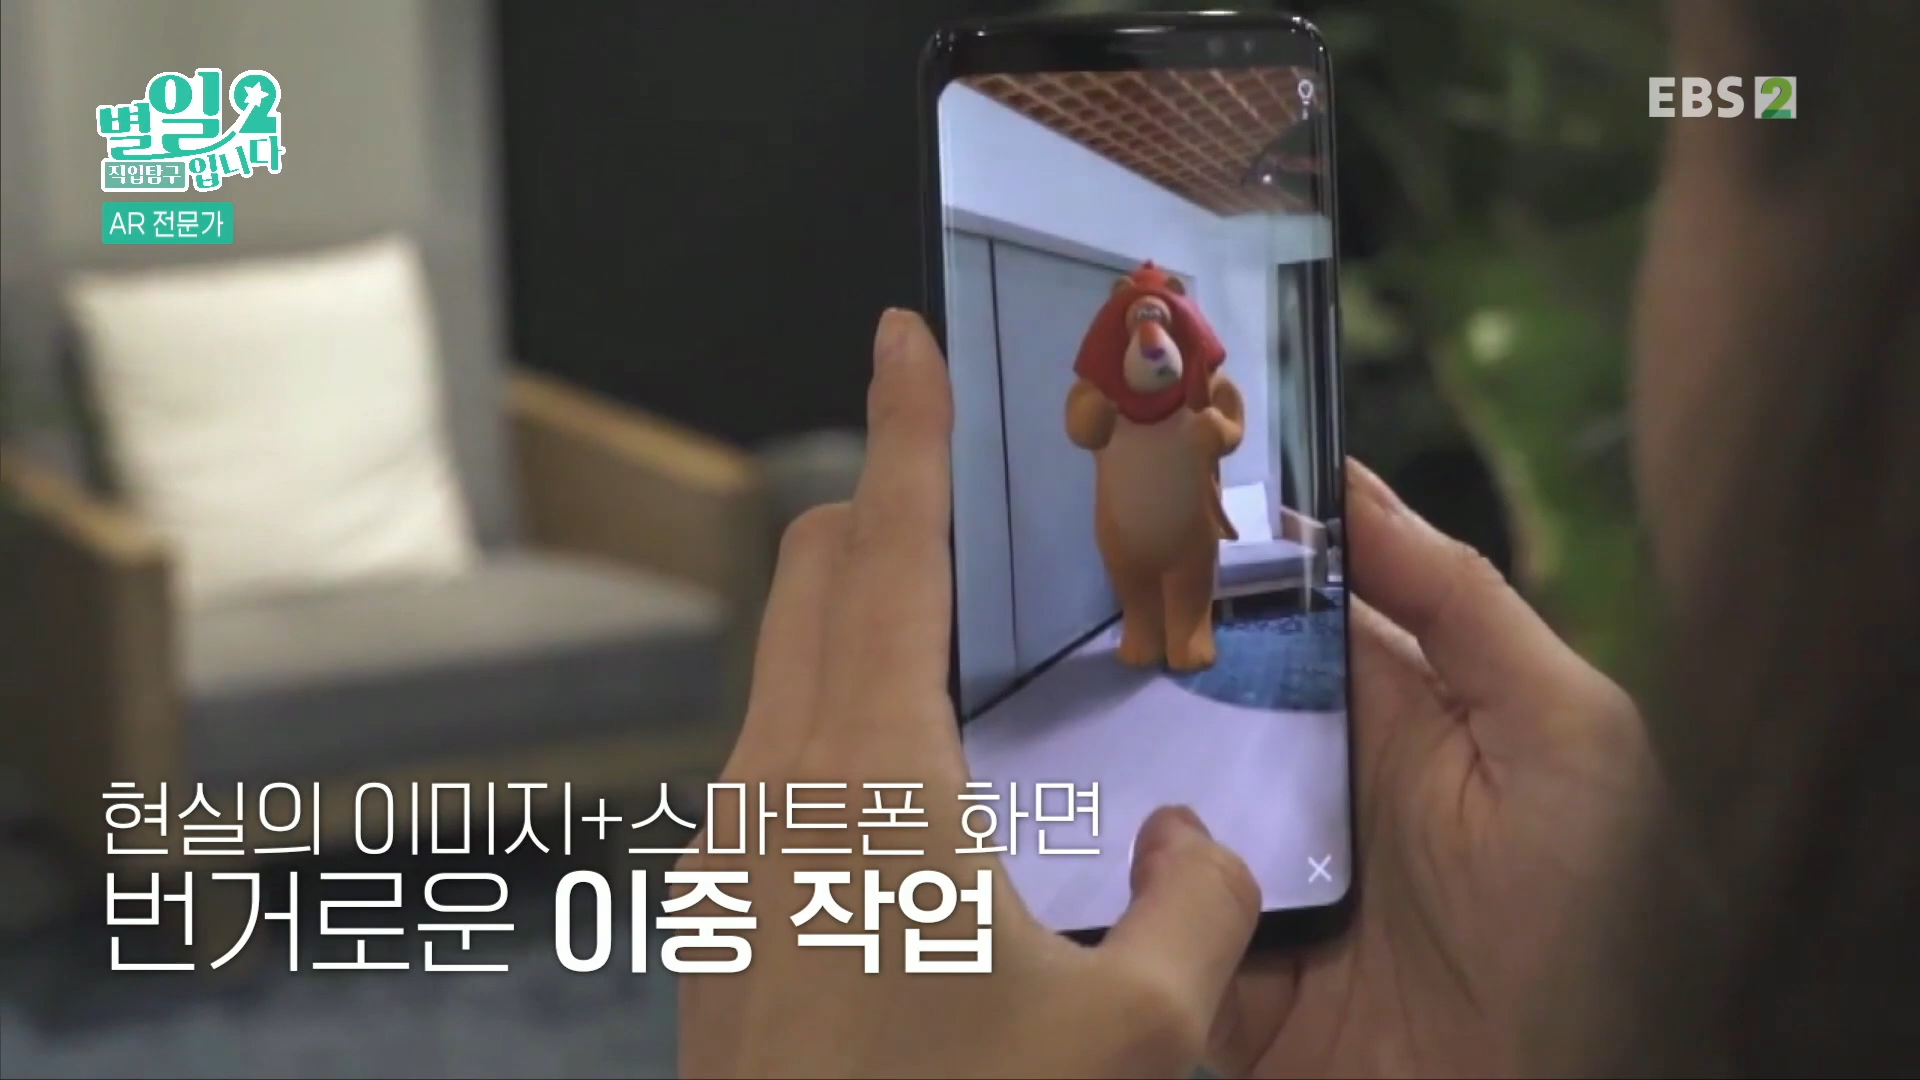 별일
입니다
직업탐구
AR 전문가
EBS 2
현실의 이미지+스마트폰 화면
번거로운 이중 작업